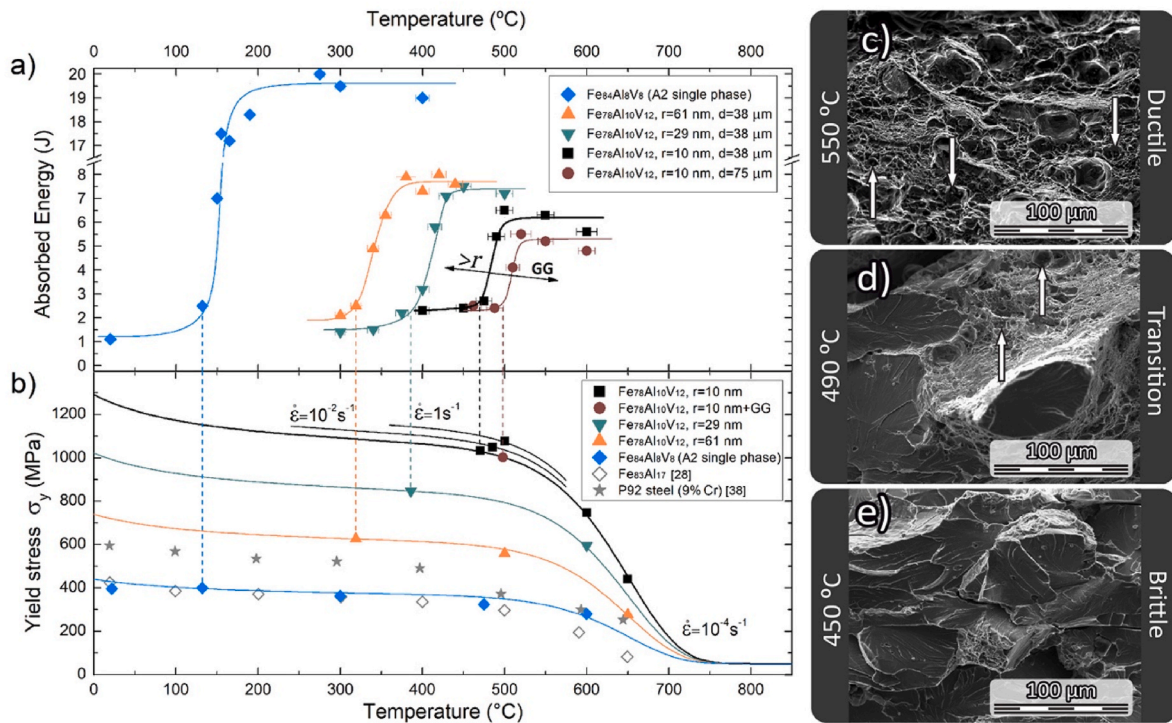 Temperature (ºC)
0 100 200 300 400 500 600 700 800
a)
Absorbed Energy (J)
20
19
18
17
8
7
6
5
4
3
2
1
0
Fe₈₄Al₈V₈ (A2 single phase)
Fe₇₈Al₁₀V₁₂, r=61 nm, d=38 µm
Fe₇₈Al₁₀V₁₂, r=29 nm, d=38 µm
Fe₇₈Al₁₀V₁₂, r=10 nm, d=38 µm
Fe₇₈Al₁₀V₁₂, r=10 nm, d=75 µm
>r
GG
b)
Yield stress σy (MPa)
1200
1000
800
600
400
200
0
ε̇=10⁻²s⁻¹
ε̇=1s⁻¹
Fe₇₈Al₁₀V₁₂, r=10 nm
Fe₇₈Al₁₀V₁₂, r=10 nm+GG
Fe₇₈Al₁₀V₁₂, r=29 nm
Fe₇₈Al₁₀V₁₂, r=61 nm
Fe₈₄Al₈V₈ (A2 single phase)
Fe₈₃Al₁₇ [28]
P92 steel (9% Cr) [38]
ε̇=10⁻⁴s⁻¹
0 100 200 300 400 500 600 700 800
Temperature (°C)
c)
550 ºC
Ductile
100 µm
d)
490 ºC
Transition
100 µm
e)
450 ºC
Brittle
100 µm